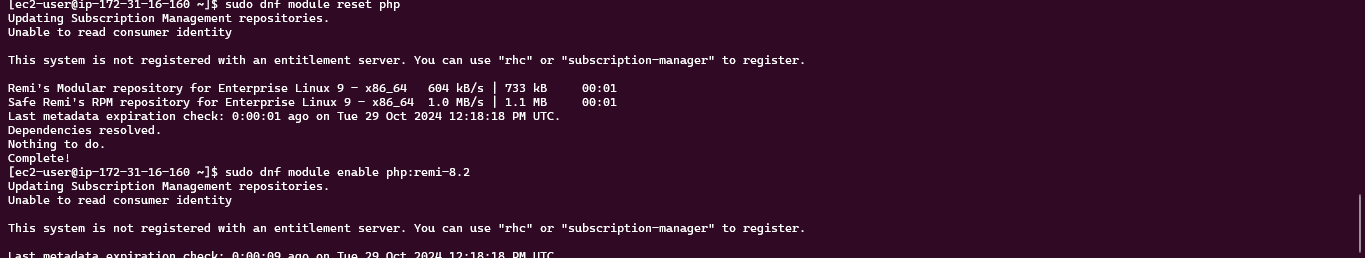 [ec2-user@ip-172-31-16-160 ~]$ sudo dnf module reset php
Updating Subscription Management repositories.
Unable to read consumer identity
This system is not registered with an entitlement server. You can use "rhc" or "subscription-manager" to register.
Remi's Modular repository for Enterprise Linux 9 - x86_64   604 kB/s | 733 kB     00:01
Safe Remi's RPM repository for Enterprise Linux 9 - x86_64  1.0 MB/s | 1.1 MB     00:01
Last metadata expiration check: 0:00:01 ago on Tue 29 Oct 2024 12:18:18 PM UTC.
Dependencies resolved.
Nothing to do.
Complete!
[ec2-user@ip-172-31-16-160 ~]$ sudo dnf module enable php:remi-8.2
Updating Subscription Management repositories.
Unable to read consumer identity
This system is not registered with an entitlement server. You can use "rhc" or "subscription-manager" to register.
Last metadata expiration check: 0:00:09 ago on Tue 29 Oct 2024 12:18:18 PM UTC.